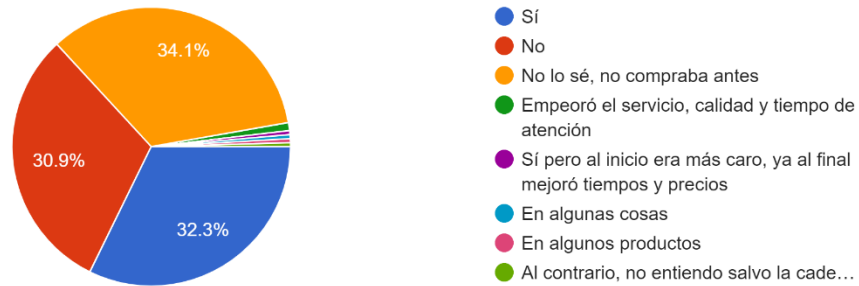 34.1%
30.9%
32.3%
Sí
No
No lo sé, no compraba antes
Empeoró el servicio, calidad y tiempo de
atención
Sí pero al inicio era más caro, ya al final
mejoró tiempos y precios
En algunas cosas
En algunos productos
Al contrario, no entiendo salvo la cade…